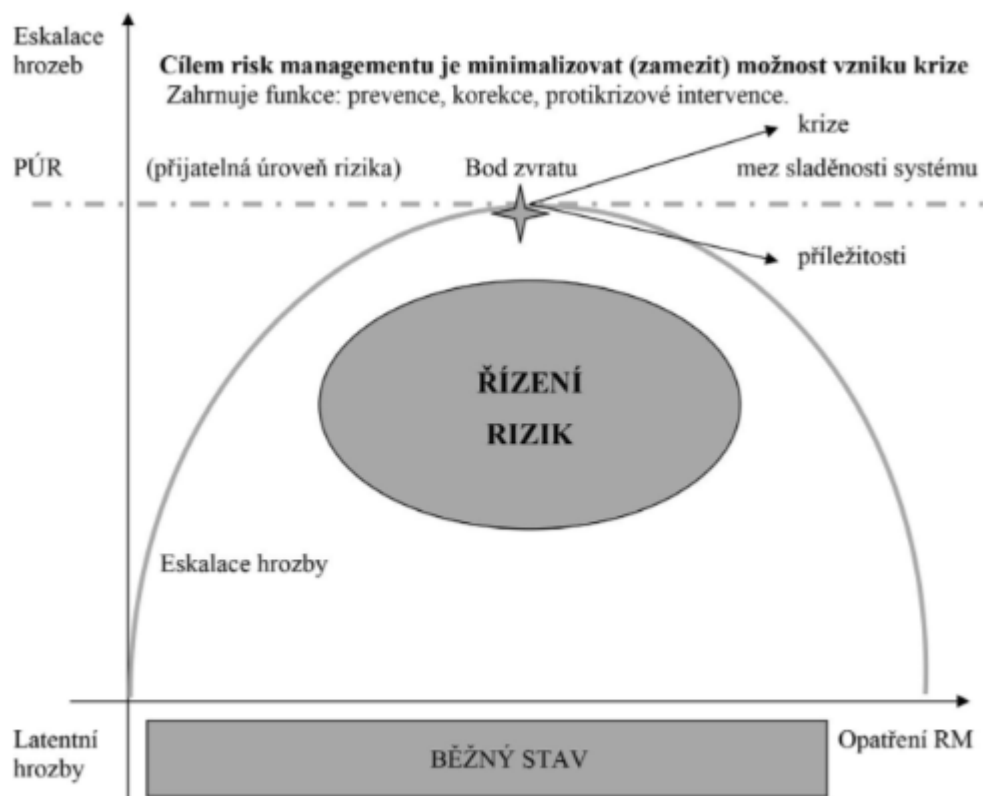 Eskalace
hrozeb
Cílem risk managementu je minimalizovat (zamezit) možnost vzniku krize
Zahrnuje funkce: prevence, korekce, protikrizové intervence.
krize
PÚR
(přijatelná úroveň rizika)
Bod zvratu
mez sladěnosti systému
příležitosti
ŘÍZENÍ
RIZIK
Eskalace hrozby
Latentní
hrozby
BĚŽNÝ STAV
Opatření RM